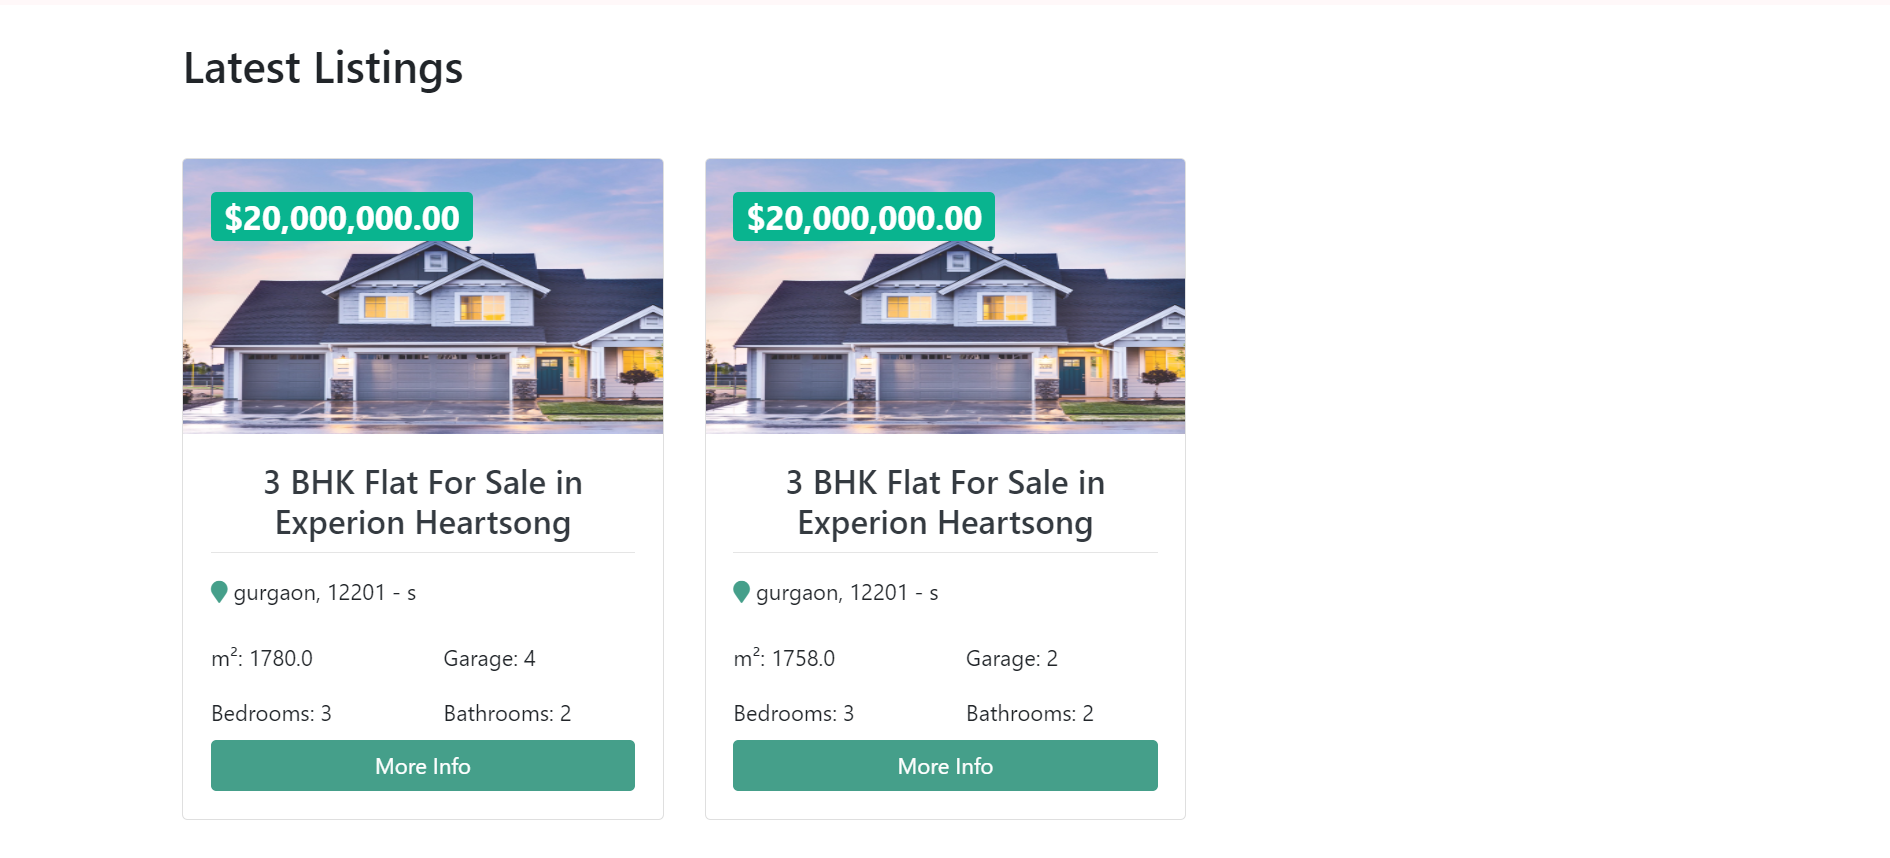 Latest Listings
$20,000,000.00
3 BHK Flat For Sale in
Experion Heartsong
gurgaon, 12201 - s
m²: 1780.0 Garage: 4
Bedrooms: 3 Bathrooms: 2
More Info
$20,000,000.00
3 BHK Flat For Sale in
Experion Heartsong
gurgaon, 12201 - s
m²: 1758.0 Garage: 2
Bedrooms: 3 Bathrooms: 2
More Info